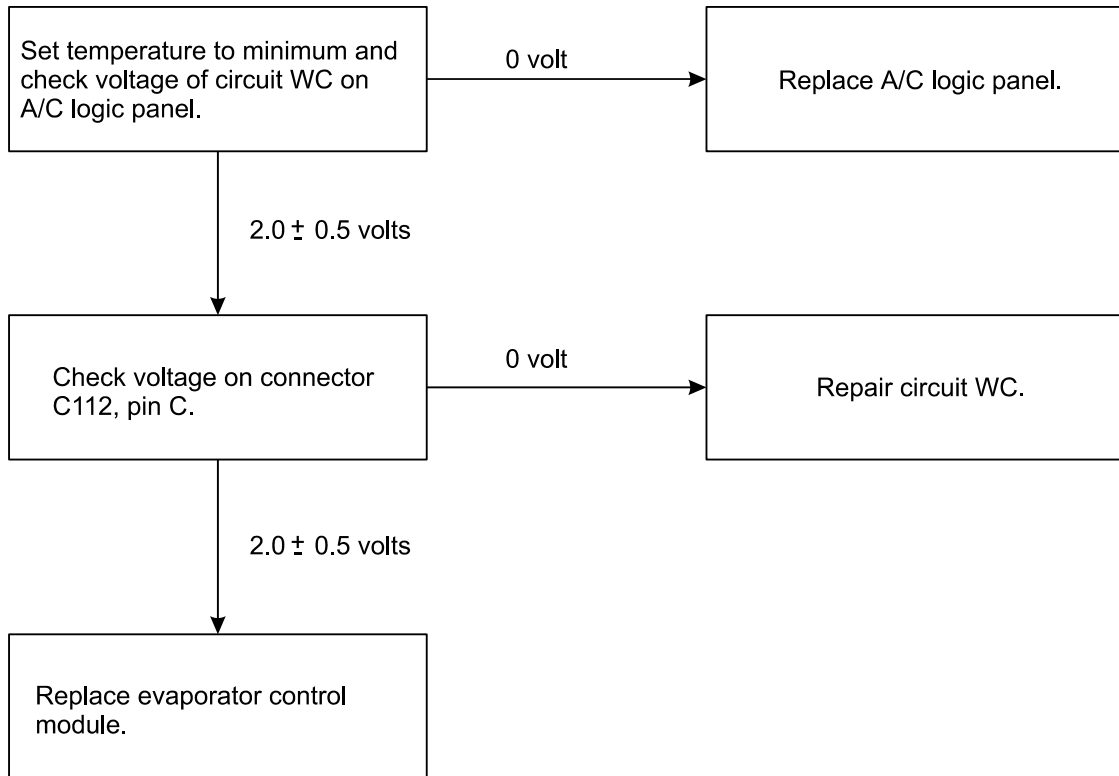 Set temperature to minimum and
check voltage of circuit WC on
A/C logic panel.
0 volt
Replace A/C logic panel.
2.0 ± 0.5 volts
Check voltage on connector
C112, pin C.
0 volt
Repair circuit WC.
2.0 ± 0.5 volts
Replace evaporator control
module.